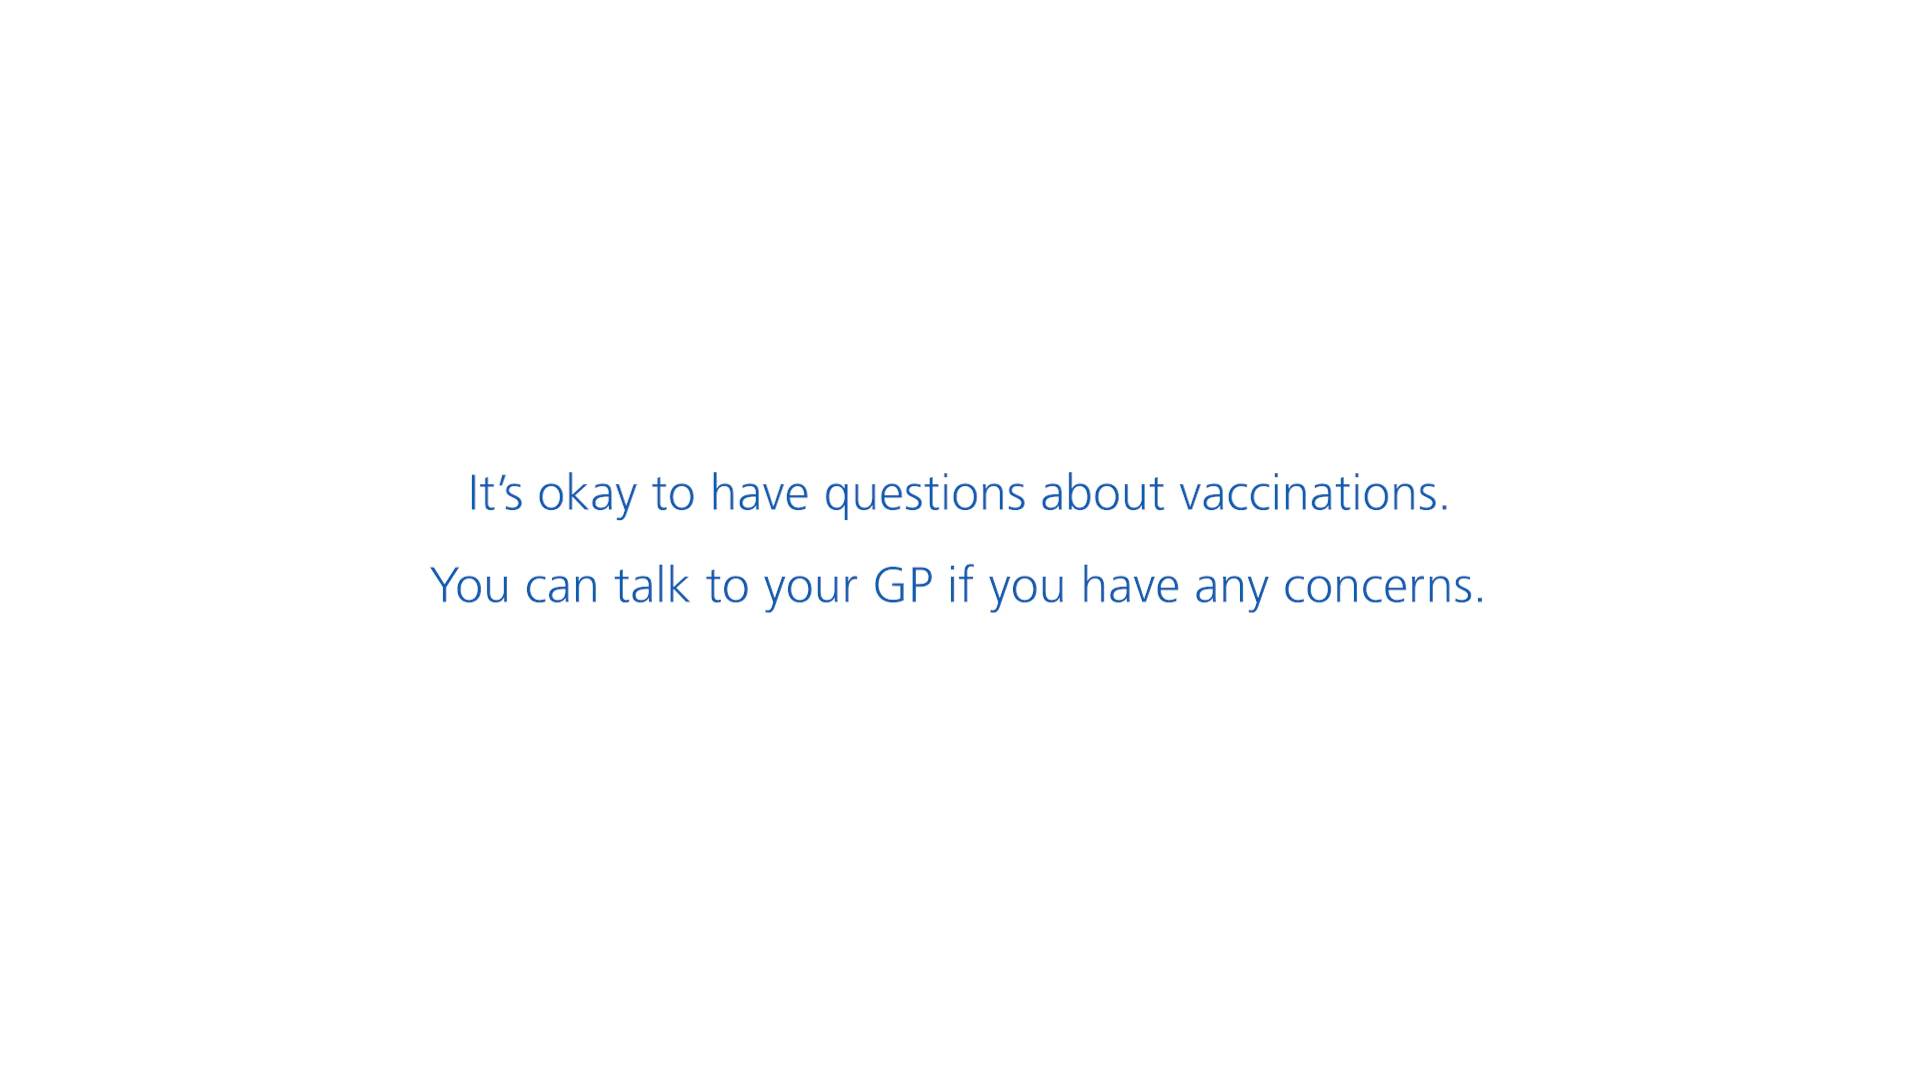 It’s okay to have questions about vaccinations.
You can talk to your GP if you have any concerns.